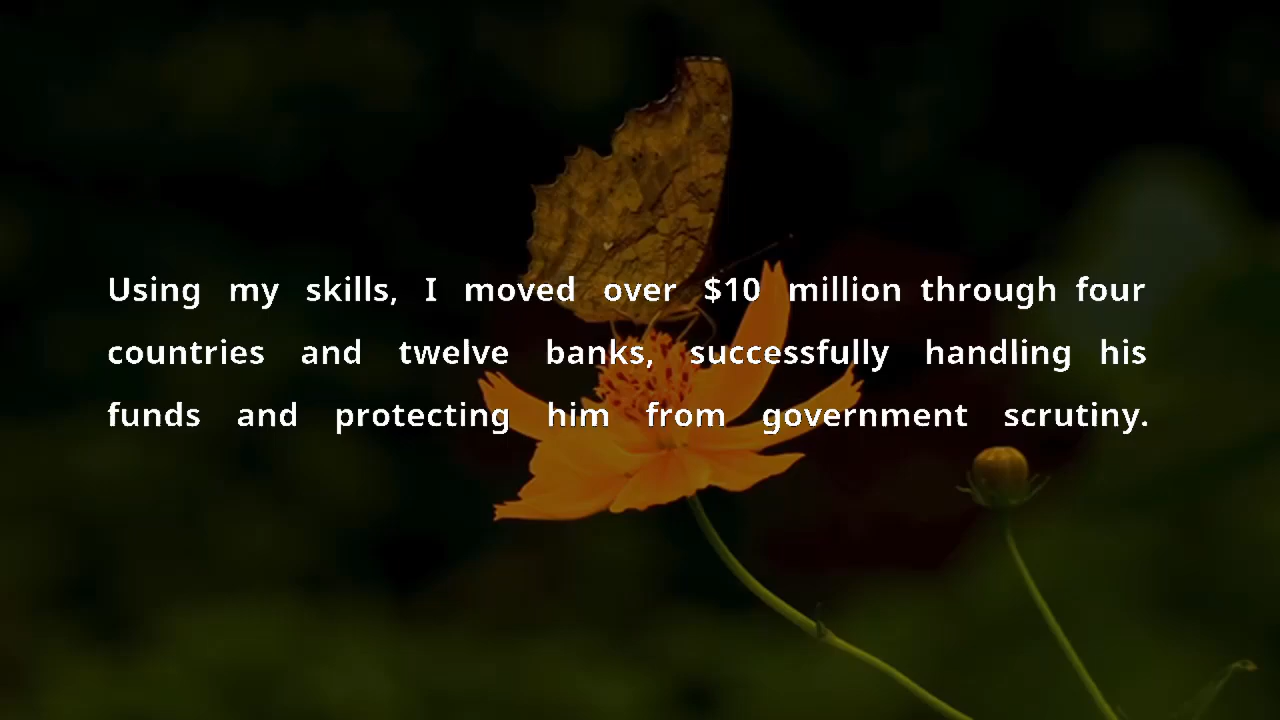 Using my skills, I moved over $10 million through four
countries and twelve banks, successfully handling his
funds and protecting him from government scrutiny.